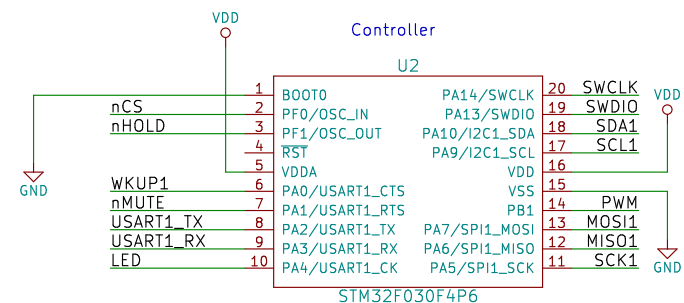 Controller
U2
VDD
GND
nCS
nHOLD
WKUP1
nMUTE
USART1_TX
USART1_RX
LED
1 BOOT0
2 PF0/OSC_IN
3 PF1/OSC_OUT
4 RST
5 VDDA
6 PA0/USART1_CTS
7 PA1/USART1_RTS
8 PA2/USART1_TX
9 PA3/USART1_RX
10 PA4/USART1_CK
PA14/SWCLK 20 SWCLK
PA13/SWDIO 19 SWDIO
PA10/I2C1_SDA 18 SDA1
PA9/I2C1_SCL 17 SCL1
VDD 16
VSS 15
PB1 14 PWM
PA7/SPI1_MOSI 13 MOSI1
PA6/SPI1_MISO 12 MISO1
PA5/SPI1_SCK 11 SCK1
VDD
GND
STM32F030F4P6